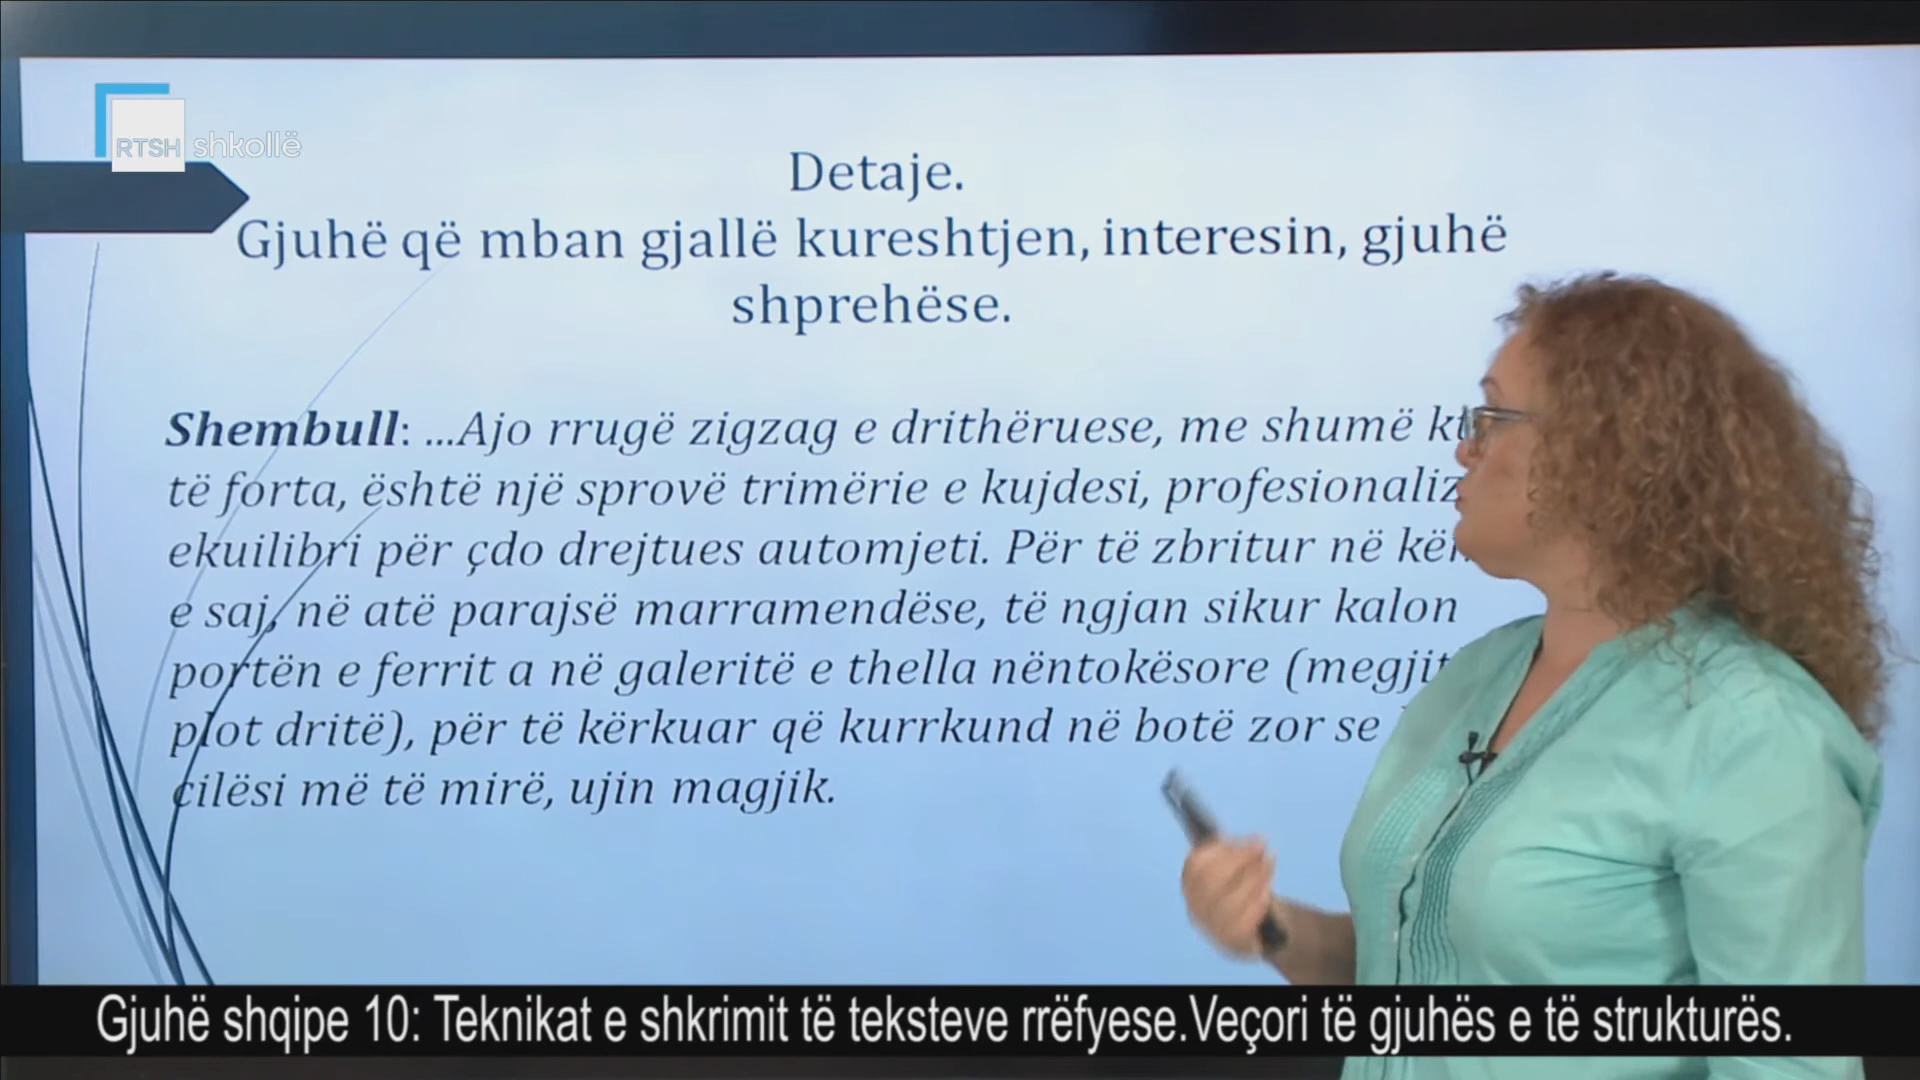 RTSH shkollë
Detaje.
Gjuhë që mban gjallë kureshtjen, interesin, gjuhë
shprehëse.
Shembull: ...Ajo rrugë zigzag e drithëruese, me shumë
të forta, është një sprovë trimërie e kujdesi,
ekuilibri për çdo drejtues automjeti. Për të zbritur në
e saj, në atë parajsë marramendëse, të ngjan sikur kalon
portën e ferrit a në galeritë e thella nëntokësore
plot dritë), për të kërkuar që kurrkund në botë zor se
cilësi më të mirë, ujin magjik.
Gjuhë shqipe 10: Teknikat e shkrimit të teksteve rrëfyese.Veçori të gjuhës e të strukturës.